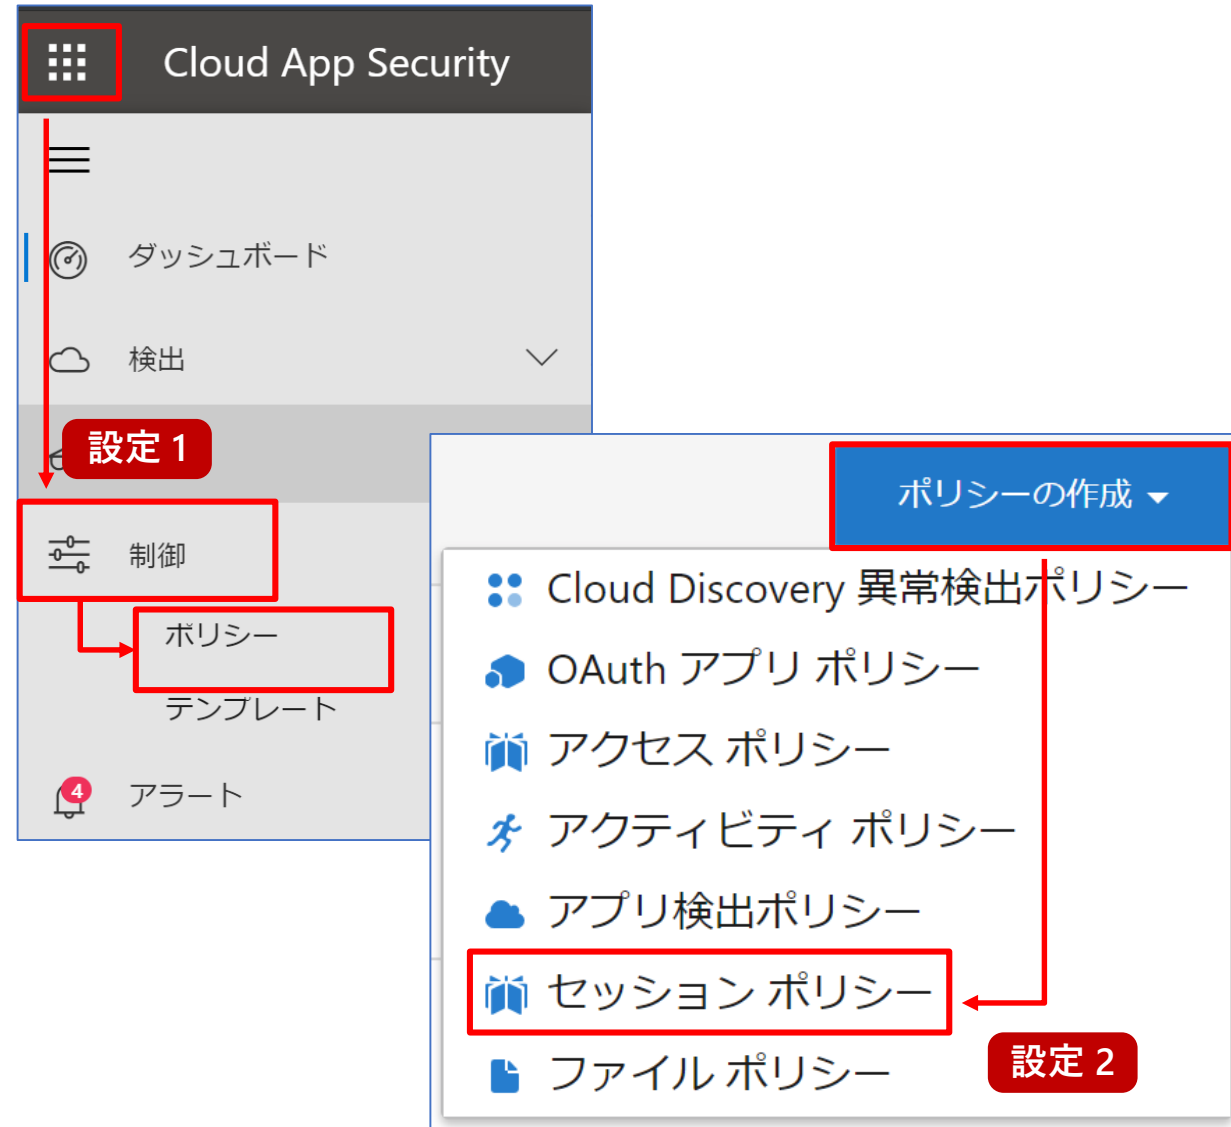 Cloud App Security
ダッシュボード
検出
設定 1
制御
ポリシー
テンプレート
4
アラート
ポリシーの作成
Cloud Discovery 異常検出ポリシー
OAuth アプリ ポリシー
アクセス ポリシー
アクティビティ ポリシー
アプリ検出ポリシー
セッション ポリシー
設定 2
ファイル ポリシー